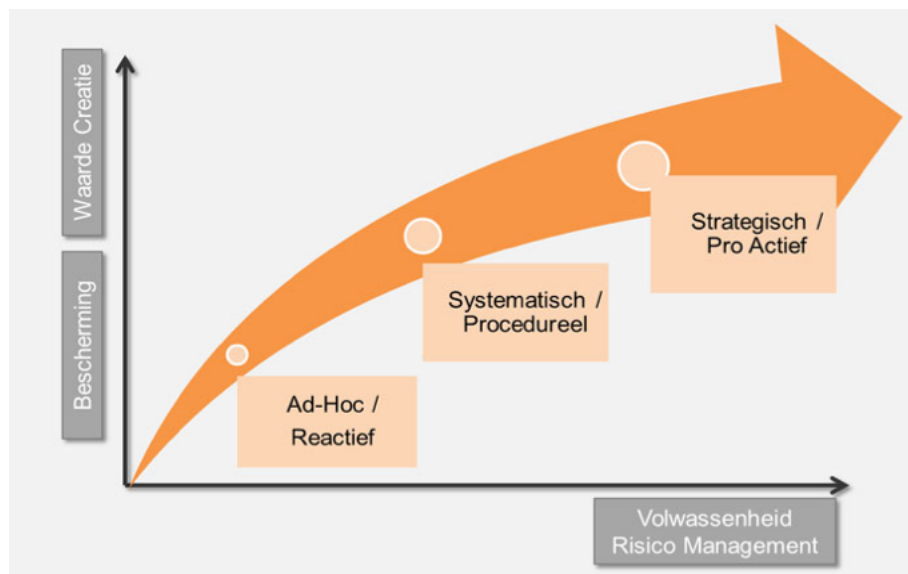 Waarde Creatie
Bescherming
Ad-Hoc /
Reactief
Systematisch /
Procedureel
Strategisch /
Pro Actief
Volwassenheid
Risico Management